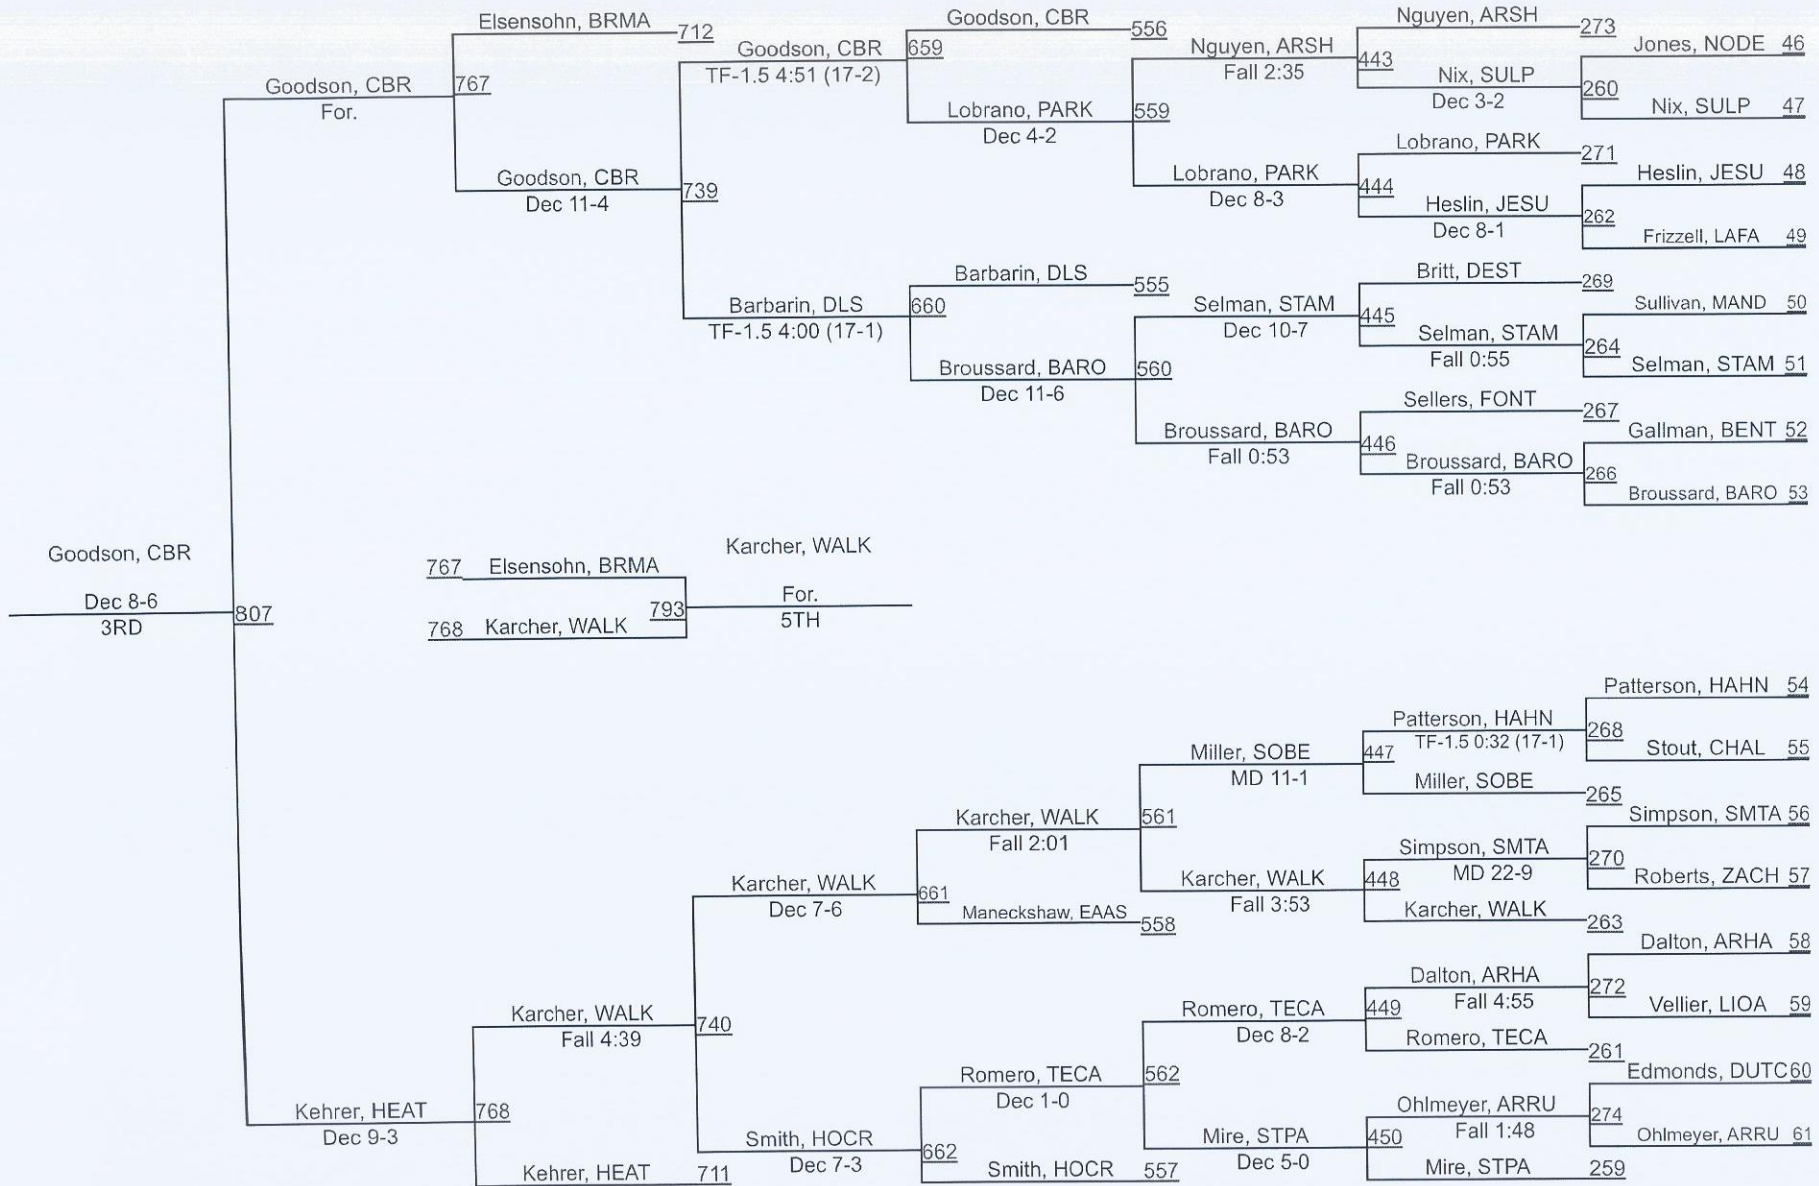 Elsensohn, BRMA
712
Goodson, CBR
For.
767
Goodson, CBR
Dec 11-4
739
Goodson, CBR
TF-1.5 4:51 (17-2)
659
Goodson, CBR
556
Lobrano, PARK
Dec 4-2
559
Nguyen, ARSH
Fall 2:35
443
Nguyen, ARSH
273
Nix, SULP
Dec 3-2
260
Jones, NODE 46
Nix, SULP 47
Lobrano, PARK
Dec 8-3
444
Lobrano, PARK
271
Heslin, JESU
Dec 8-1
262
Heslin, JESU 48
Frizzell, LAFA 49
Barbarin, DLS
TF-1.5 4:00 (17-1)
660
Barbarin, DLS
555
Broussard, BARO
Dec 11-6
560
Selman, STAM
Dec 10-7
445
Britt, DEST
269
Selman, STAM
Fall 0:55
264
Sullivan, MAND 50
Selman, STAM 51
Broussard, BARO
Fall 0:53
446
Sellers, FONT
267
Broussard, BARO
Fall 0:53
266
Gallman, BENT 52
Broussard, BARO 53
Goodson, CBR
Dec 8-6
3RD
807
767 Elsensohn, BRMA
768 Karcher, WALK
793
Karcher, WALK
For.
5TH
Kehrer, HEAT
Dec 9-3
768
Karcher, WALK
Fall 4:39
740
Kehrer, HEAT
711
Karcher, WALK
Dec 7-6
661
Karcher, WALK
Fall 2:01
561
Maneckshaw, EAAS
558
Miller, SOBE
MD 11-1
447
Patterson, HAHN
TF-1.5 0:32 (17-1)
268
Patterson, HAHN 54
Stout, CHAL 55
Miller, SOBE
265
Karcher, WALK
Fall 3:53
448
Simpson, SMTA
MD 22-9
270
Simpson, SMTA 56
Roberts, ZACH 57
Karcher, WALK
263
Smith, HOCR
Dec 7-3
662
Romero, TECA
Dec 1-0
562
Smith, HOCR
557
Romero, TECA
Dec 8-2
449
Dalton, ARHA
Fall 4:55
272
Dalton, ARHA 58
Vellier, LIOA 59
Romero, TECA
261
Mire, STPA
Dec 5-0
450
Ohlmeyer, ARRU
Fall 1:48
274
Edmonds, DUTC 60
Ohlmeyer, ARRU 61
Mire, STPA
259